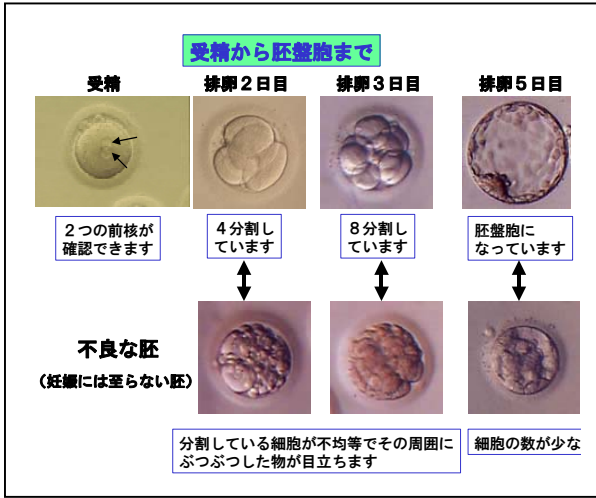 受精から胚盤胞まで
受精
排卵２日目
排卵３日目
排卵５日目
２つの前核が
確認できます
４分割し
ています
８分割し
ています
胚盤胞に
なっています
不良な胚
（妊娠には至らない胚）
分割している細胞が不均等でその周囲に
ぶつぶつした物が目立ちます
細胞の数が少な